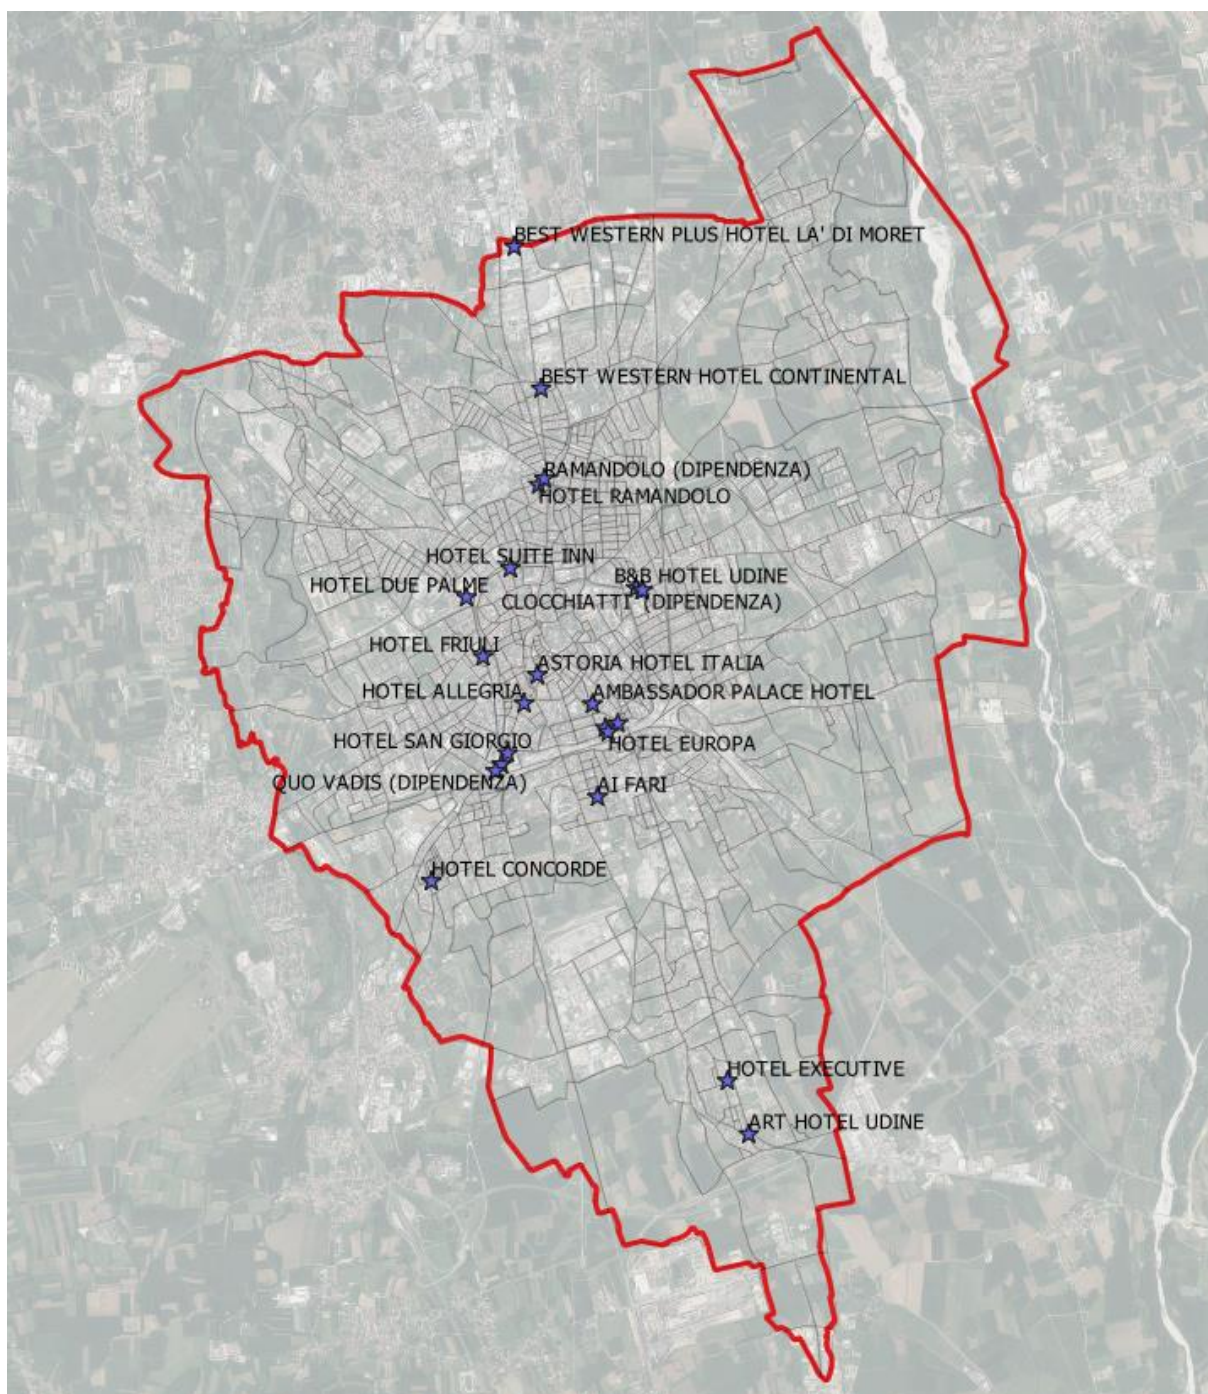 BEST WESTERN PLUS HOTEL LA' DI MORET
BEST WESTERN HOTEL CONTINENTAL
RAMANDOLO (DIPENDENZA)
HOTEL RAMANDOLO
HOTEL SUITE INN
B&B HOTEL UDINE
HOTEL DUE PALME
CLOCCHIATTI (DIPENDENZA)
HOTEL FRIULI
ASTORIA HOTEL ITALIA
HOTEL ALLEGRIA
AMBASSADOR PALACE HOTEL
HOTEL SAN GIORGIO
HOTEL EUROPA
QUO VADIS (DIPENDENZA)
AI FARI
HOTEL CONCORDE
HOTEL EXECUTIVE
ART HOTEL UDINE